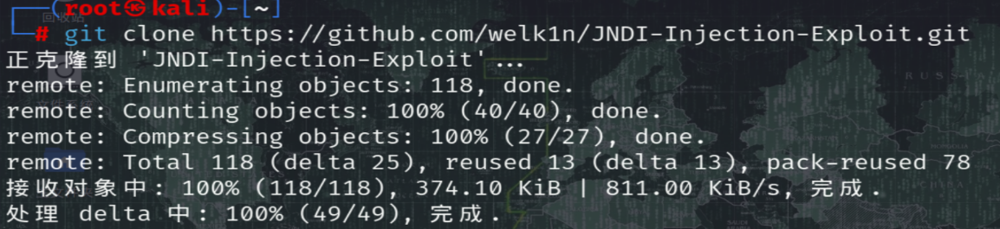 (root㉿kali)-[~]
# git clone https://github.com/welk1n/JNDI-Injection-Exploit.git
正克隆到 'JNDI-Injection-Exploit'...
remote: Enumerating objects: 118, done.
remote: Counting objects: 100% (40/40), done.
remote: Compressing objects: 100% (27/27), done.
remote: Total 118 (delta 25), reused 13 (delta 13), pack-reused 78
接收对象中: 100% (118/118), 374.10 KiB | 811.00 KiB/s, 完成.
处理 delta 中: 100% (49/49), 完成.
回收站